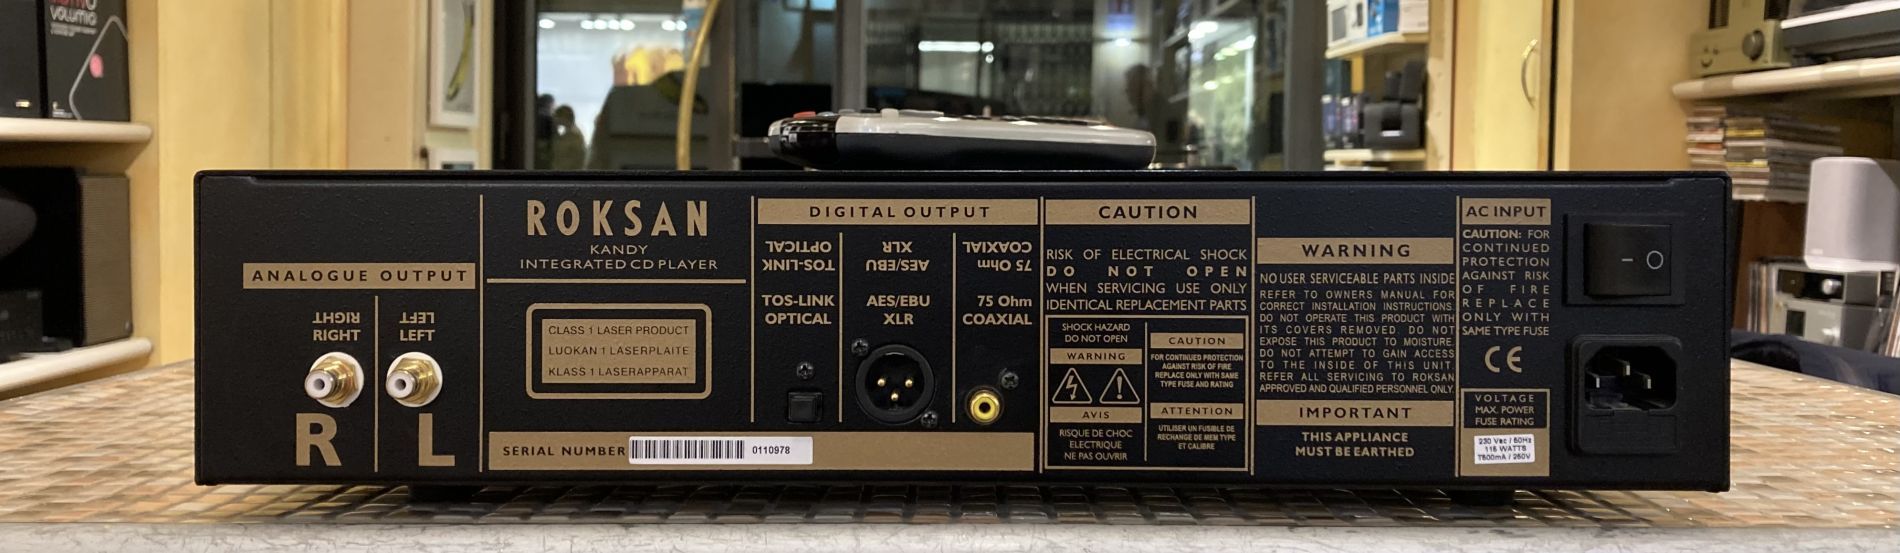 VOLUMIO
ANALOGUE OUTPUT
RIGHT
RIGHT
LEFT
LEFT
R
L
ROKSAN
KANDY
INTEGRATED CD PLAYER
CLASS 1 LASER PRODUCT
LUOKAN 1 LASERPLAITE
KLASS 1 LASERAPPARAT
SERIAL NUMBER
0110978
DIGITAL OUTPUT
TOS-LINK
OPTICAL
TOS-LINK
OPTICAL
AES/EBU
XLR
AES/EBU
XLR
75 Ohm
COAXIAL
75 Ohm
COAXIAL
CAUTION
RISK OF ELECTRICAL SHOCK
DO NOT OPEN
WHEN SERVICING USE ONLY
IDENTICAL REPLACEMENT PARTS
SHOCK HAZARD
DO NOT OPEN
WARNING
AVIS
RISQUE DE CHOC
ELECTRIQUE
NE PAS OUVRIR
CAUTION
FOR CONTINUED PROTECTION
AGAINST RISK OF FIRE
REPLACE ONLY WITH SAME
TYPE FUSE AND RATING
ATTENTION
UTILISER UN FUSIBLE DE
RECHANGE DE MEM TYPE
ET CALIBRE
WARNING
NO USER SERVICEABLE PARTS INSIDE
REFER TO OWNERS MANUAL FOR
CORRECT INSTALLATION INSTRUCTIONS.
DO NOT OPERATE THIS PRODUCT WITH
ITS COVERS REMOVED. DO NOT
EXPOSE THIS PRODUCT TO MOISTURE.
DO NOT ATTEMPT TO GAIN ACCESS
TO THE INSIDE OF THIS UNIT.
REFER ALL SERVICING TO ROKSAN
APPROVED AND QUALIFIED PERSONNEL ONLY.
IMPORTANT
THIS APPLIANCE
MUST BE EARTHED
AC INPUT
CAUTION: FOR
CONTINUED
PROTECTION
AGAINST RISK
OF FIRE
REPLACE
ONLY WITH
SAME TYPE FUSE
CE
VOLTAGE
MAX. POWER
FUSE RATING
230 Vac / 50Hz
115 WATTS
T500mA / 250V